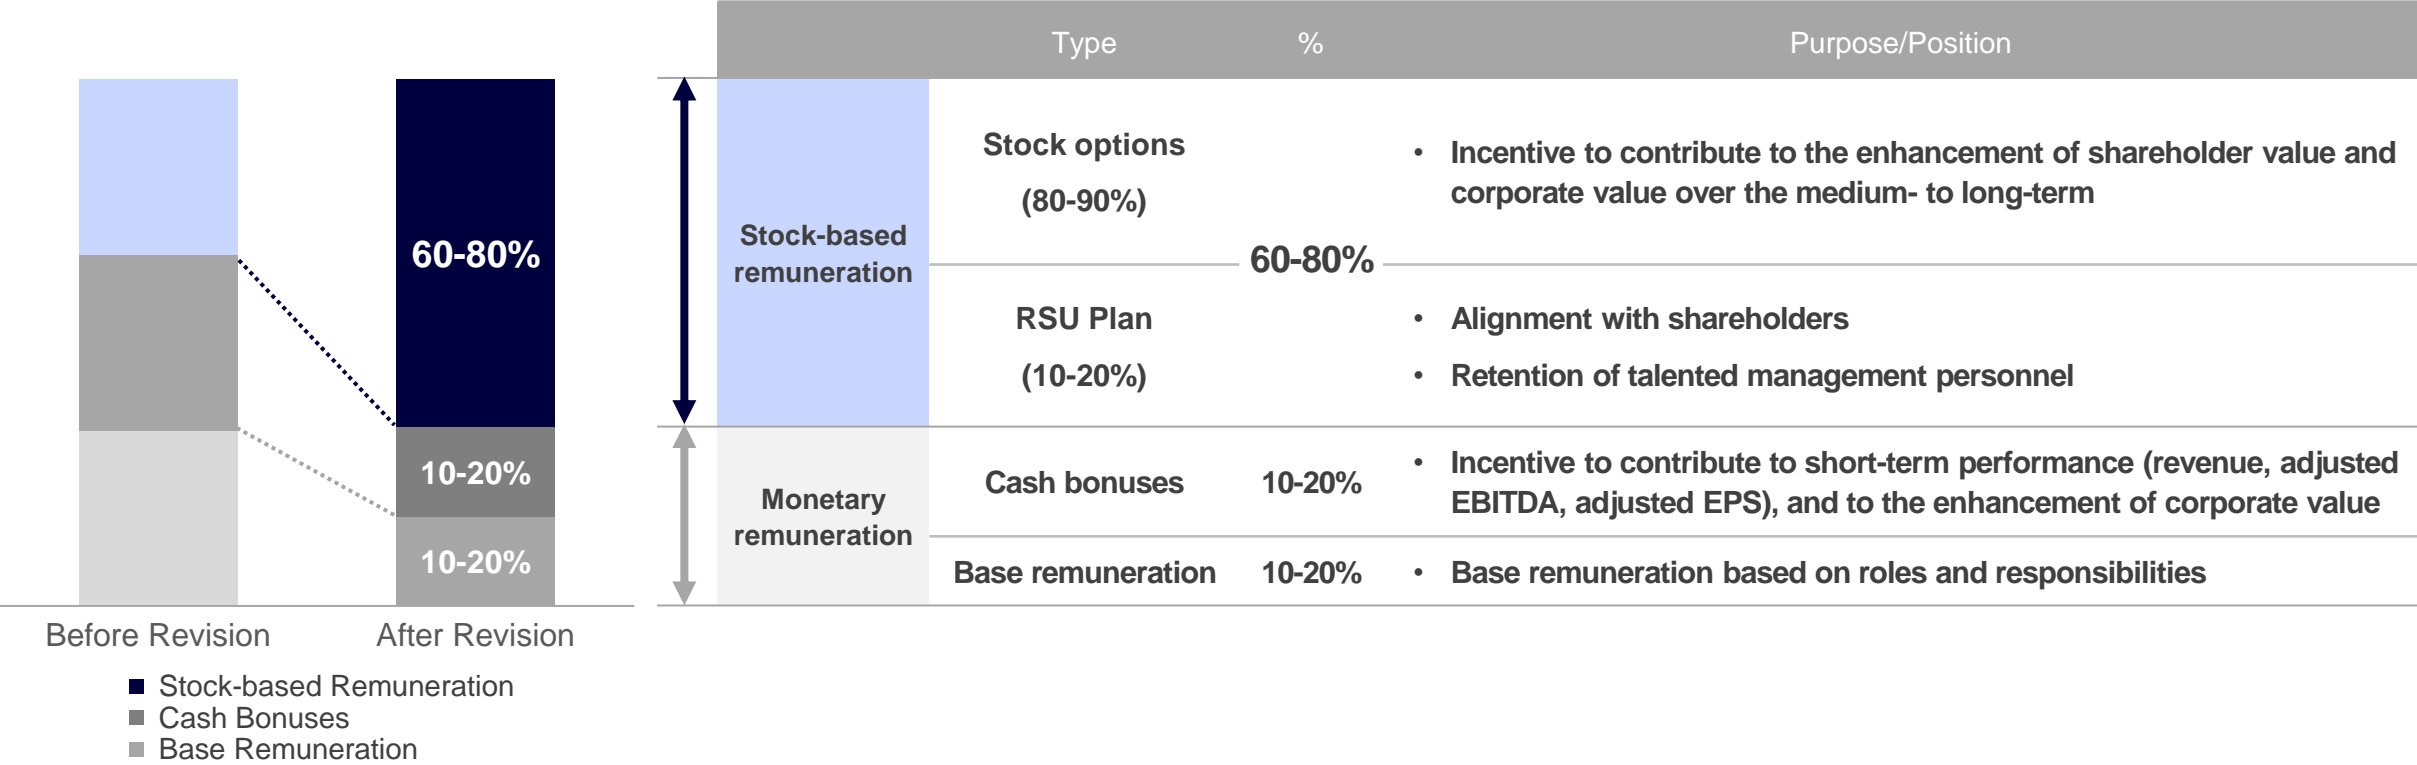 Type % Purpose/Position
Stock-based
remuneration
Stock options
(80-90%)
60-80%
• Incentive to contribute to the enhancement of shareholder value and
corporate value over the medium- to long-term
RSU Plan
(10-20%)
• Alignment with shareholders
• Retention of talented management personnel
Monetary
remuneration
Cash bonuses 10-20%
• Incentive to contribute to short-term performance (revenue, adjusted
EBITDA, adjusted EPS), and to the enhancement of corporate value
Base remuneration 10-20% • Base remuneration based on roles and responsibilities
60-80%
10-20%
10-20%
Before Revision After Revision
Stock-based Remuneration
Cash Bonuses
Base Remuneration